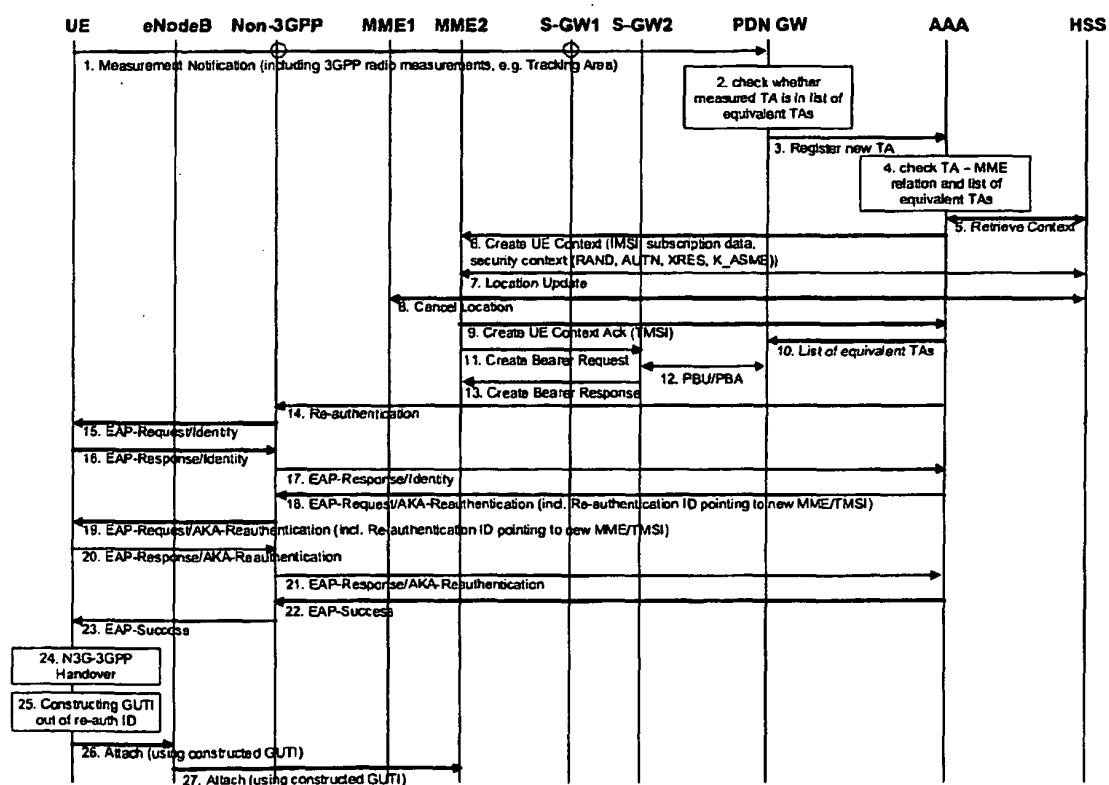 UE eNodeB Non-3GPP MME1 MME2 S-GW1 S-GW2 PDN GW AAA HSS
1. Measurement Notification (including 3GPP radio measurements, e.g. Tracking Area)
2. check whether
measured TA is in list of
equivalent TAs
3. Register new TA
4. check TA – MME
relation and list of
equivalent TAs
5. Retrieve Context
6. Create UE Context (IMSI, subscription data,
security context (RAND, AUTN, XRES, K_ASME))
7. Location Update
8. Cancel Location
9. Create UE Context Ack (TMSI)
10. List of equivalent TAs
11. Create Bearer Request
12. PBU/PBA
13. Create Bearer Response
14. Re-authentication
15. EAP-Request/Identity
16. EAP-Response/Identity
17. EAP-Response/Identity
18. EAP-Request/AKA-Reauthentication (incl. Re-authentication ID pointing to new MME/TMSI)
19. EAP-Request/AKA-Reauthentication (incl. Re-authentication ID pointing to new MME/TMSI)
20. EAP-Response/AKA-Reauthentication
21. EAP-Response/AKA-Reauthentication
22. EAP-Success
23. EAP-Success
24. N3G-3GPP
Handover
25. Constructing GUTI
out of re-auth ID
26. Attach (using constructed GUTI)
27. Attach (using constructed GUTI)